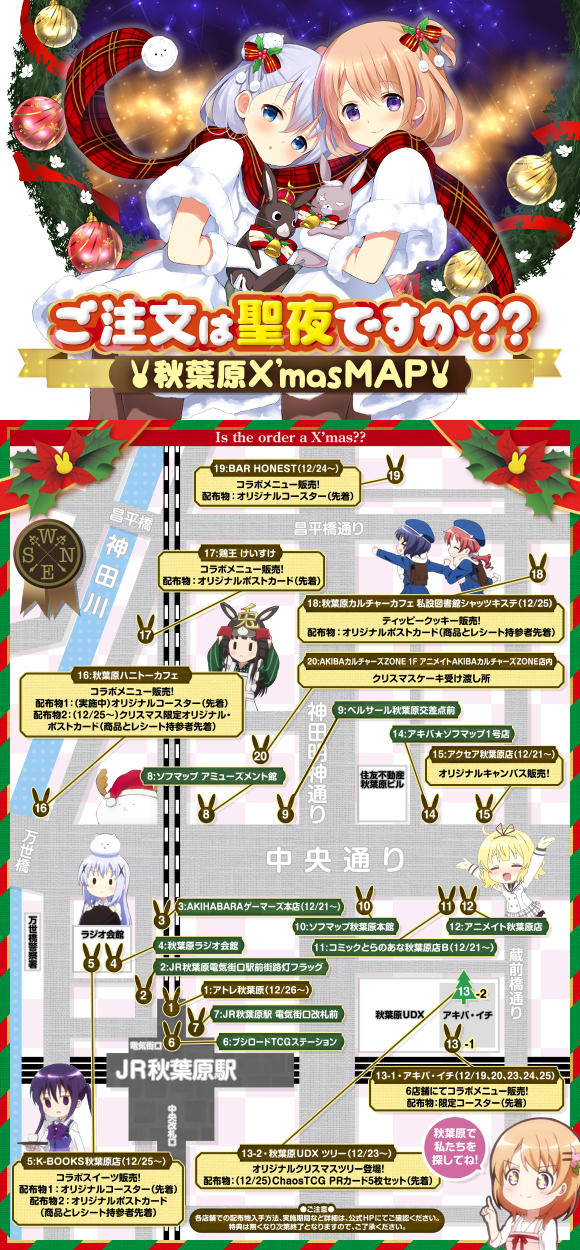 ご注文は聖夜ですか??
秋葉原X'masMAP
Is the order a X'mas??
19:BAR HONEST(12/24～)
コラボメニュー販売!
配布物:オリジナルコースター(先着)
19
昌平橋
昌平橋通り
神田川
W
S
N
E
17:鶏王 けいすけ
コラボメニュー販売!
配布物:オリジナルポストカード(先着)
17
18
18:秋葉原カルチャーカフェ 私設図書館シャッツキステ(12/25)
ティッピークッキー販売!
配布物:オリジナルポストカード(商品とレシート持参者先着)
20:AKIBAカルチャーズZONE 1F アニメイトAKIBAカルチャーズZONE店内
クリスマスケーキ受け渡し所
16:秋葉原ハニトーカフェ
コラボメニュー販売!
配布物1:(実施中)オリジナルコースター(先着)
配布物2:(12/25～)クリスマス限定オリジナル・
ポストカード(商品とレシート持参者先着)
9:ベルサール秋葉原交差点前
神田明神通り
14:アキバ★ソフマップ1号店
15:アクセア秋葉原店(12/21～)
オリジナルキャンバス販売!
20
8:ソフマップ アミューズメント館
住友不動産
秋葉原ビル
16
8
9
14
15
万世橋
中央通り
3:AKIHABARAゲーマーズ本店(12/21～)
3
10
11
12
10:ソフマップ秋葉原本館
12:アニメイト秋葉原店
万世橋警察署
ラジオ会館
5
4
4:秋葉原ラジオ会館
11:コミックとらのあな秋葉原店B(12/21～)
蔵前橋通り
2:JR秋葉原電気街口駅前街路灯フラッグ
2
1
1:アトレ秋葉原(12/26～)
13-2
7
7:JR秋葉原駅 電気街口改札前
秋葉原UDX
アキバ・イチ
6
6:ブシロードTCGステーション
13-1
電気街口
JR秋葉原駅
中央改札口
13-1・アキバ・イチ(12/19、20、23、24、25)
6店舗にてコラボメニュー販売!
配布物:限定コースター(先着)
秋葉原で
私たちを
探してね!
13-2・秋葉原UDX ツリー(12/23～)
オリジナルクリスマスツリー登場!
配布物:(12/25)ChaosTCG PRカード5枚セット(先着)
5:K-BOOKS秋葉原店(12/25～)
コラボスイーツ販売!
配布物1:オリジナルコースター(先着)
配布物2:オリジナルポストカード
(商品とレシート持参者先着)
●ご注意●
各店舗での配布物入手方法、実施期間など詳細は、公式HPにてご確認ください。
特典は無くなり次第終了となりますので、ご了承ください。